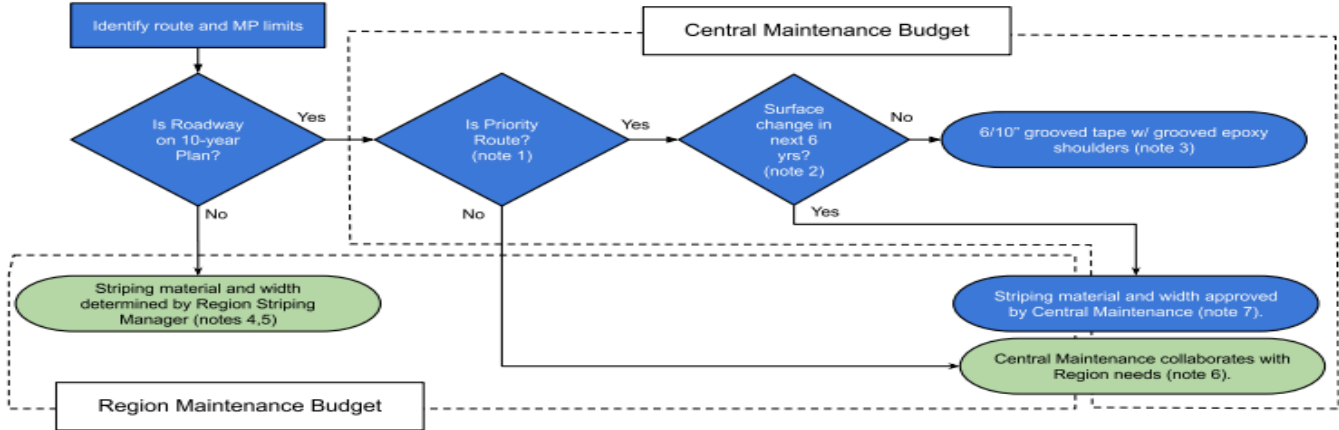 Identify route and MP limits
Central Maintenance Budget
Is Roadway
on 10-year
Plan?
Yes
Is Priority
Route?
(note 1)
Yes
Surface
change in
next 6
yrs?
(note 2)
No
6/10" grooved tape w/ grooved epoxy
shoulders (note 3)
No
No
Yes
Striping material and width
determined by Region Striping
Manager (notes 4,5)
Striping material and width approved
by Central Maintenance (note 7).
Central Maintenance collaborates with
Region needs (note 6).
Region Maintenance Budget